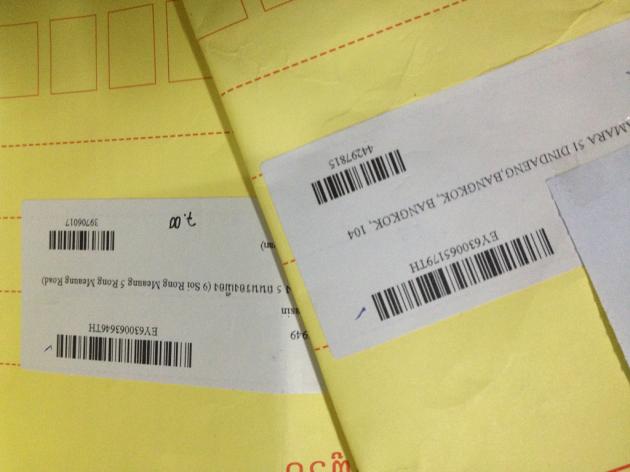 44297815
AMARA 51 DINDAENG.BANGKOK, BANGKOK, 104
EY630065179TH
39706017
7.00
5 ถนนรองเมือง (9 Soi Rong Meaung 5 Rong Meaung Road)
EY630063646TH
949